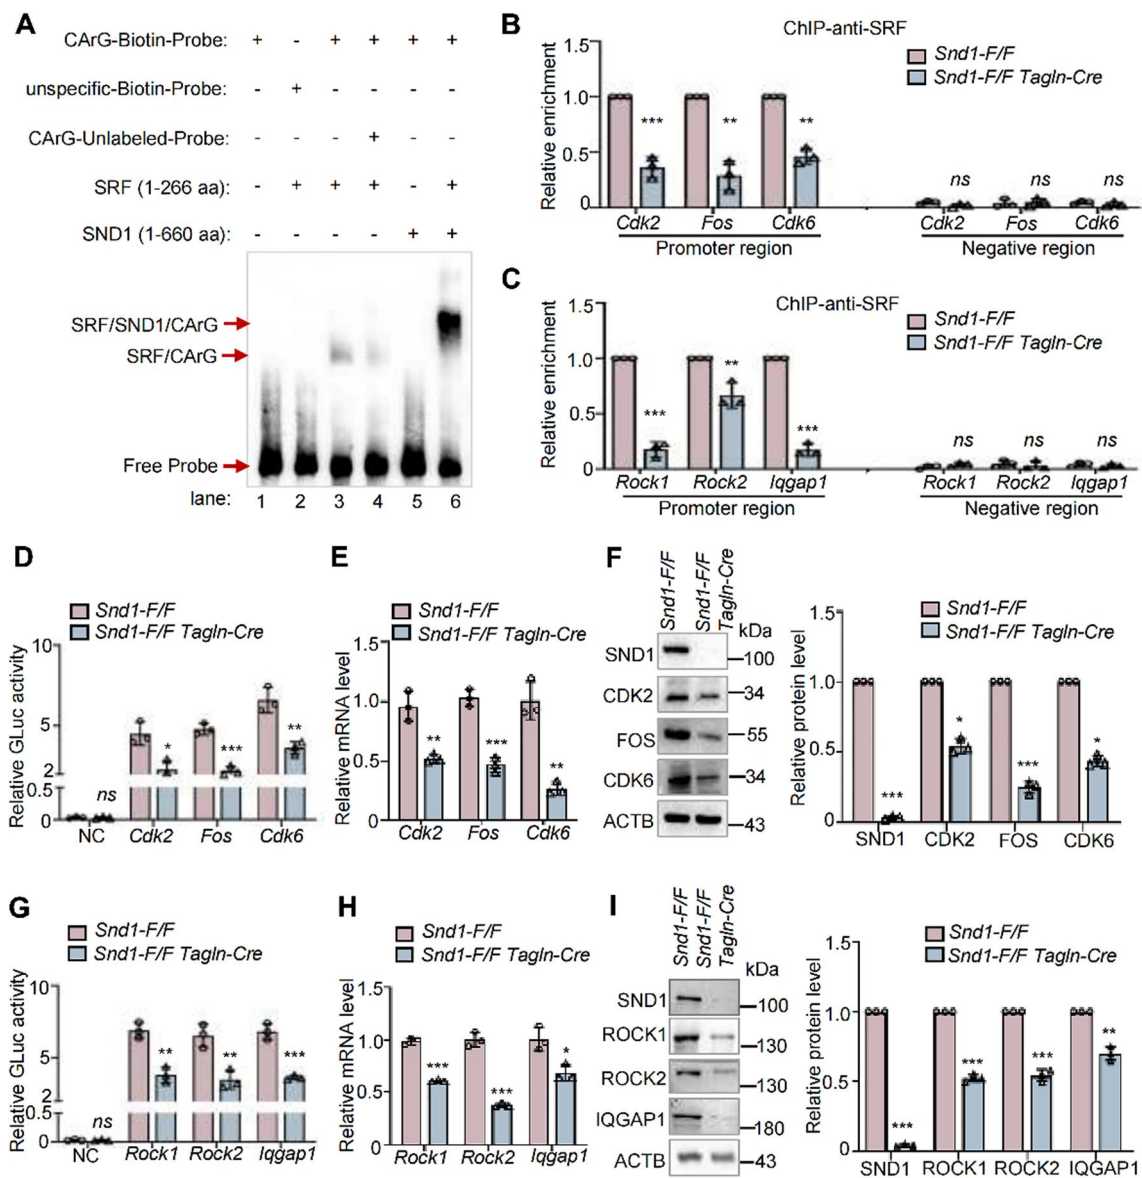 A
CArG-Biotin-Probe: + - + + + +
unspecific-Biotin-Probe: - + - - - -
CArG-Unlabeled-Probe: - - - + - -
SRF (1-266 aa): - + + + - +
SND1 (1-660 aa): - - - - + +
SRF/SND1/CArG
SRF/CArG
Free Probe
lane: 1 2 3 4 5 6
B
ChIP-anti-SRF
Snd1-F/F
Snd1-F/F Tagln-Cre
Relative enrichment
1.5
1.0
0.5
0
*** ** **
ns ns ns
Cdk2 Fos Cdk6 Cdk2 Fos Cdk6
Promoter region Negative region
C
ChIP-anti-SRF
Snd1-F/F
Snd1-F/F Tagln-Cre
Relative enrichment
1.5
1.0
0.5
0
*** ** ***
ns ns ns
Rock1 Rock2 Iqgap1 Rock1 Rock2 Iqgap1
Promoter region Negative region
D
Snd1-F/F
Snd1-F/F Tagln-Cre
Relative GLuc activity
10
5
2
0.5
0
ns * *** **
NC Cdk2 Fos Cdk6
E
Snd1-F/F
Snd1-F/F Tagln-Cre
Relative mRNA level
1.5
1.0
0.5
0
** *** **
Cdk2 Fos Cdk6
F
Snd1-F/F
Snd1-F/F
Tagln-Cre
kDa
SND1 100
CDK2 34
FOS 55
CDK6 34
ACTB 43
Snd1-F/F
Snd1-F/F Tagln-Cre
Relative protein level
1.5
1.0
0.5
0
*** * *** *
SND1 CDK2 FOS CDK6
G
Snd1-F/F
Snd1-F/F Tagln-Cre
Relative GLuc activity
10
5
2
0.5
0
ns ** ** ***
NC Rock1 Rock2 Iqgap1
H
Snd1-F/F
Snd1-F/F Tagln-Cre
Relative mRNA level
1.5
1.0
0.5
0
*** *** *
Rock1 Rock2 Iqgap1
I
Snd1-F/F
Snd1-F/F
Tagln-Cre
kDa
SND1 100
ROCK1 130
ROCK2 130
IQGAP1 180
ACTB 43
Snd1-F/F
Snd1-F/F Tagln-Cre
Relative protein level
1.5
1.0
0.5
0
*** *** *** **
SND1 ROCK1 ROCK2 IQGAP1